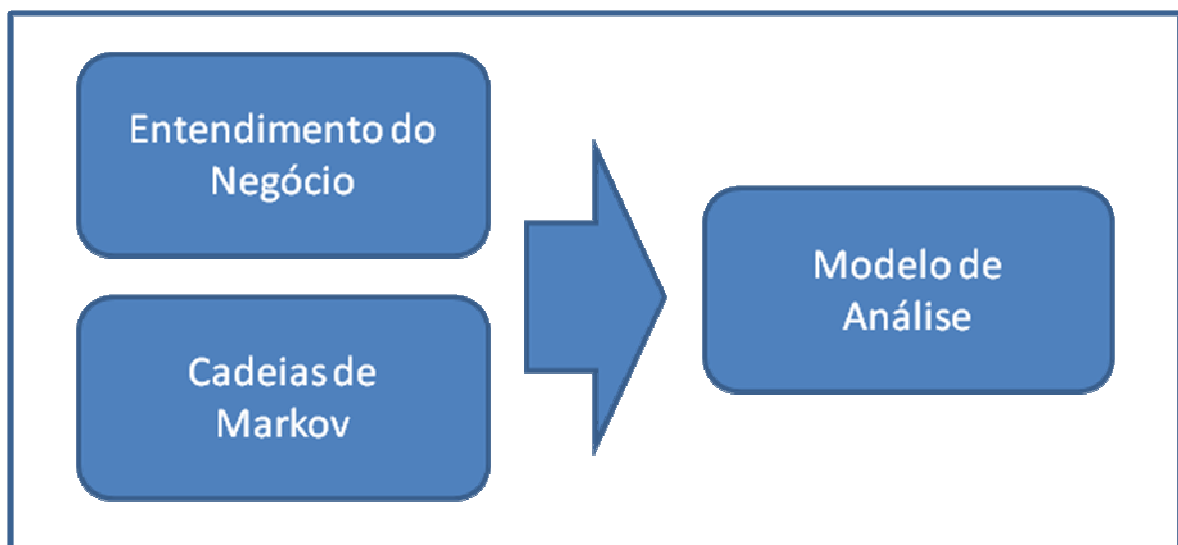 Entendimento do
Negócio
Cadeias de
Markov
Modelo de
Análise